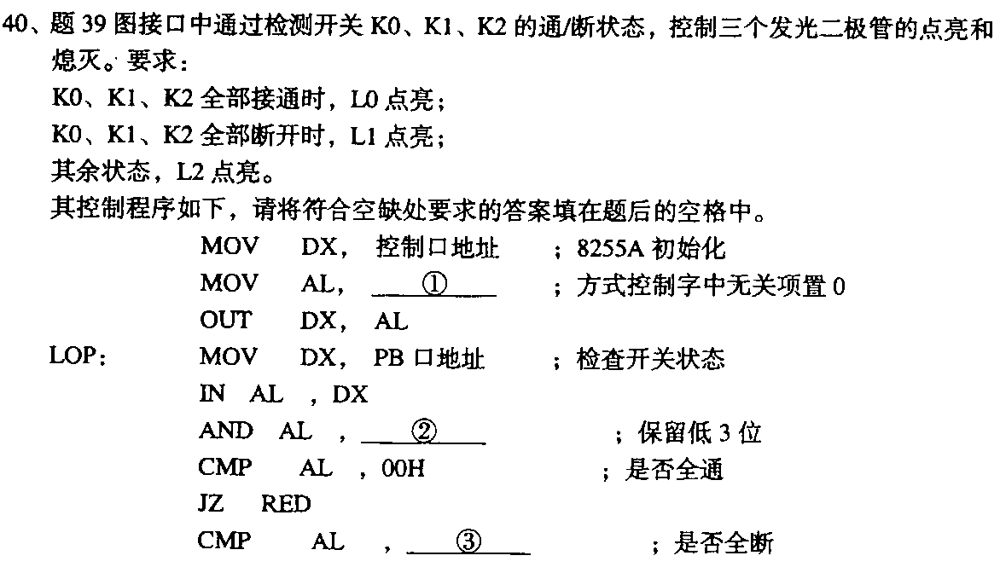 40、题 39 图接口中通过检测开关 K0、K1、K2 的通/断状态，控制三个发光二极管的点亮和
熄灭。要求：
K0、K1、K2 全部接通时，L0 点亮；
K0、K1、K2 全部断开时，L1 点亮；
其余状态，L2 点亮。
其控制程序如下，请将符合空缺处要求的答案填在题后的空格中。
MOV DX， 控制口地址 ；8255A 初始化
MOV AL， ① ；方式控制字中无关项置 0
OUT DX， AL
LOP： MOV DX， PB 口地址 ；检查开关状态
IN AL ，DX
AND AL ， ② ；保留低 3 位
CMP AL ，00H ；是否全通
JZ RED
CMP AL ， ③ ；是否全断